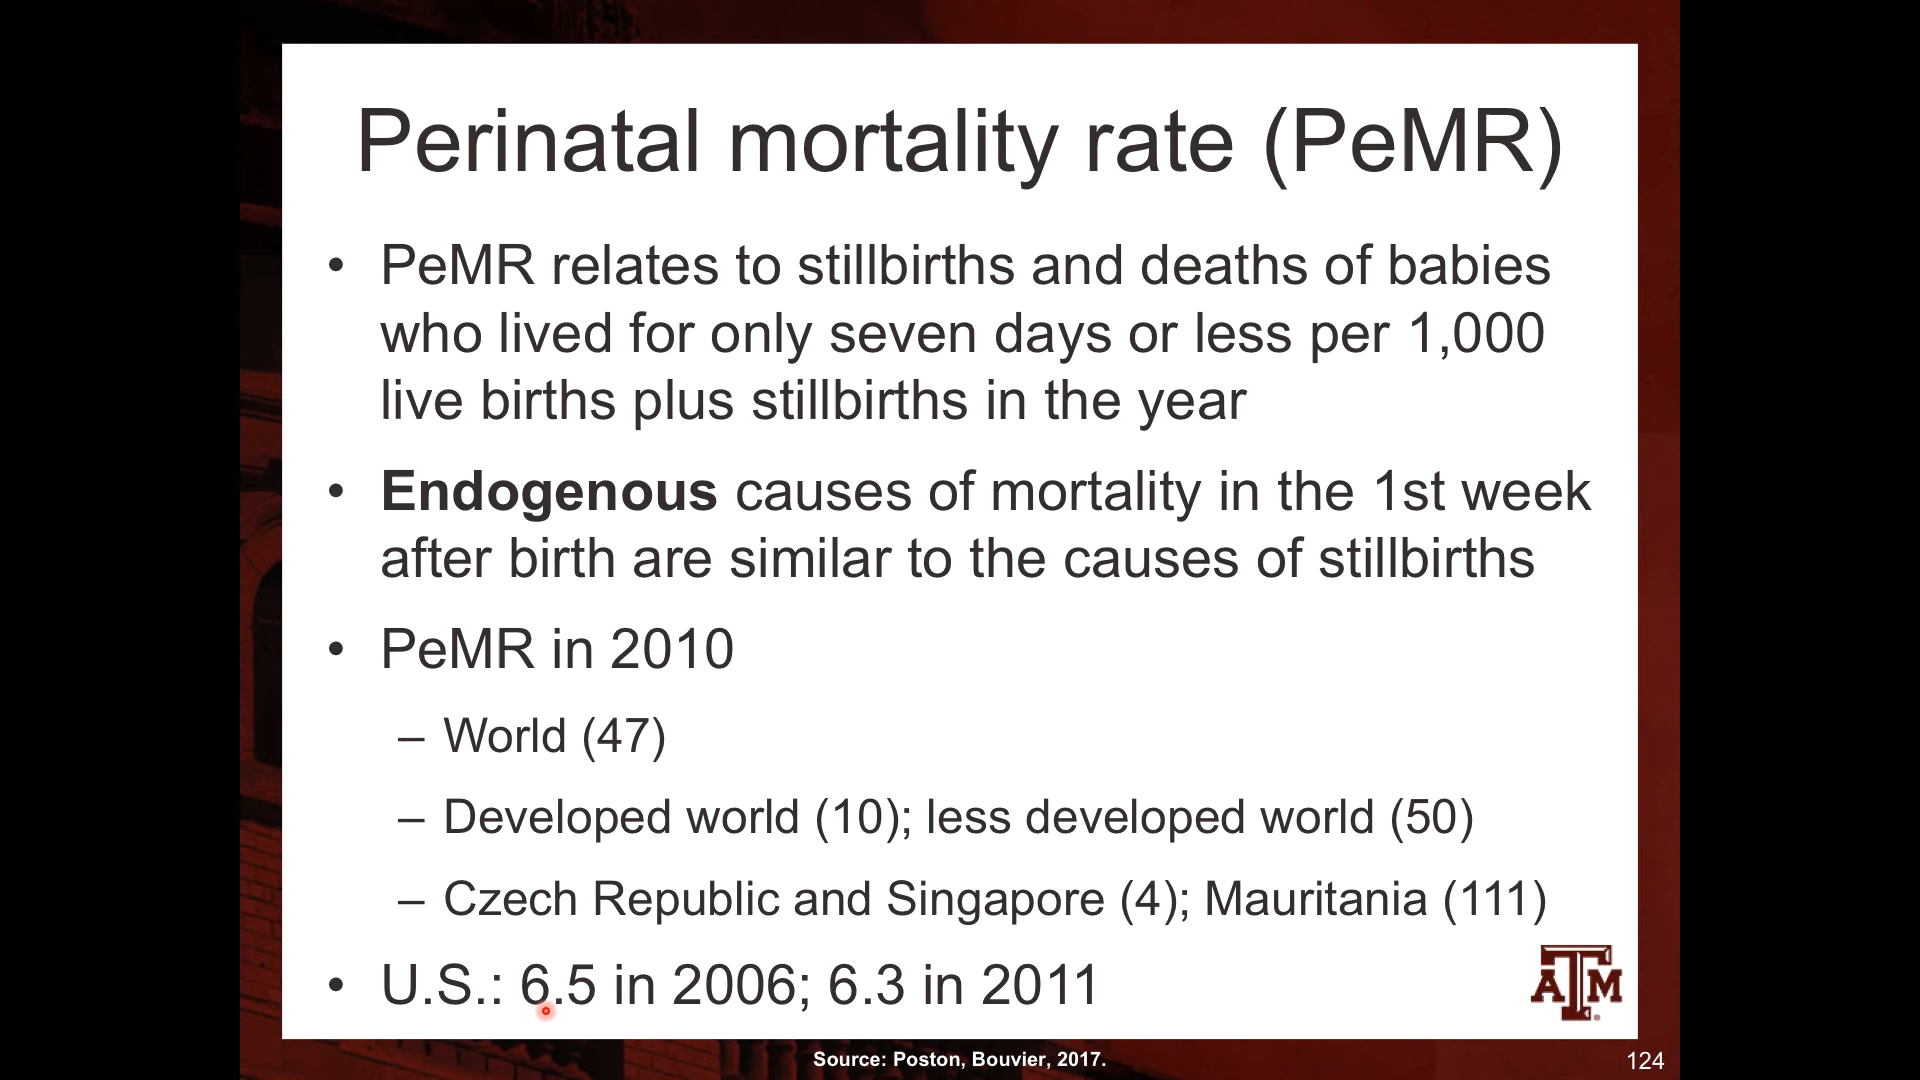 Perinatal mortality rate (PeMR)
• PeMR relates to stillbirths and deaths of babies
who lived for only seven days or less per 1,000
live births plus stillbirths in the year
• Endogenous causes of mortality in the 1st week
after birth are similar to the causes of stillbirths
• PeMR in 2010
– World (47)
– Developed world (10); less developed world (50)
– Czech Republic and Singapore (4); Mauritania (111)
• U.S.: 6.5 in 2006; 6.3 in 2011
ATM
Source: Poston, Bouvier, 2017.
124